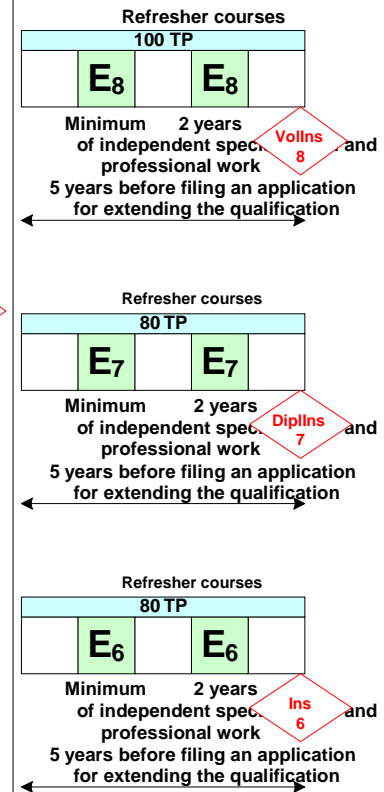 Refresher courses
100 TP
E8 E8
Minimum 2 years
of independent spec and
VolIns
8
professional work
5 years before filing an application
for extending the qualification
Refresher courses
80 TP
E7 E7
Minimum 2 years
of independent spec and
DiplIns
7
professional work
5 years before filing an application
for extending the qualification
Refresher courses
80 TP
E6 E6
Minimum 2 years
of independent spec and
Ins
6
professional work
5 years before filing an application
for extending the qualification